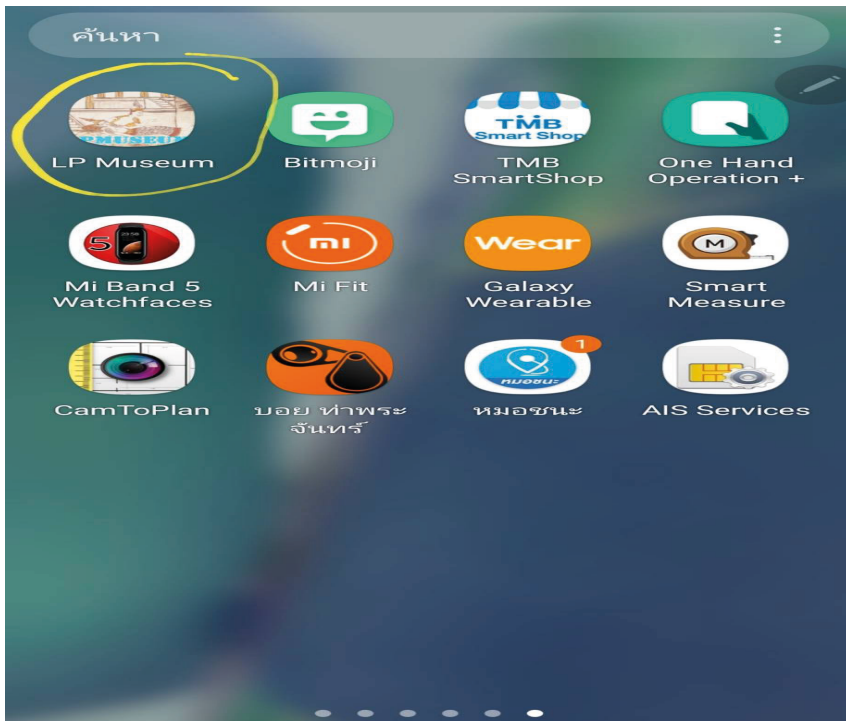 ค้นหา
PMUSEUM
LP Museum
Bitmoji
TMB
Smart Shop
TMB
SmartShop
One Hand
Operation +
5
Mi Band 5
Watchfaces
mi
Mi Fit
Wear
Galaxy
Wearable
M
Smart
Measure
CamToPlan
บอย ท่าพระ
จันทร์
1
หมอชนะ
หมอชนะ
AIS Services